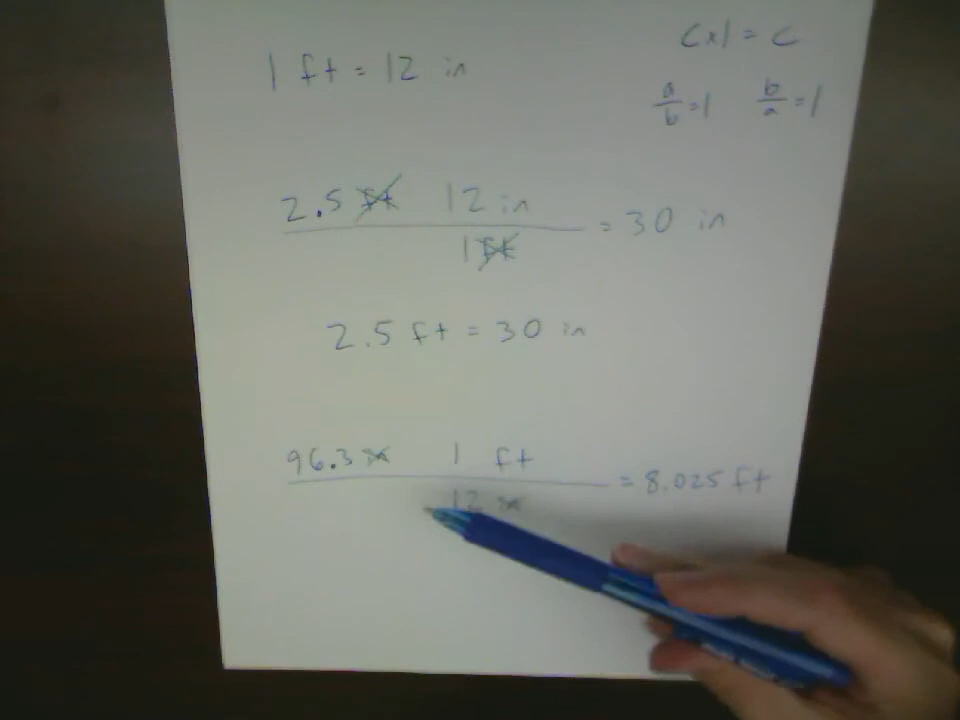 1 ft = 12 in
c x 1 = c
a/b = 1   b/a = 1
2.5 ft   12 in
1 ft
= 30 in
2.5 ft = 30 in
96.3 in   1 ft
12 in
= 8.025 ft